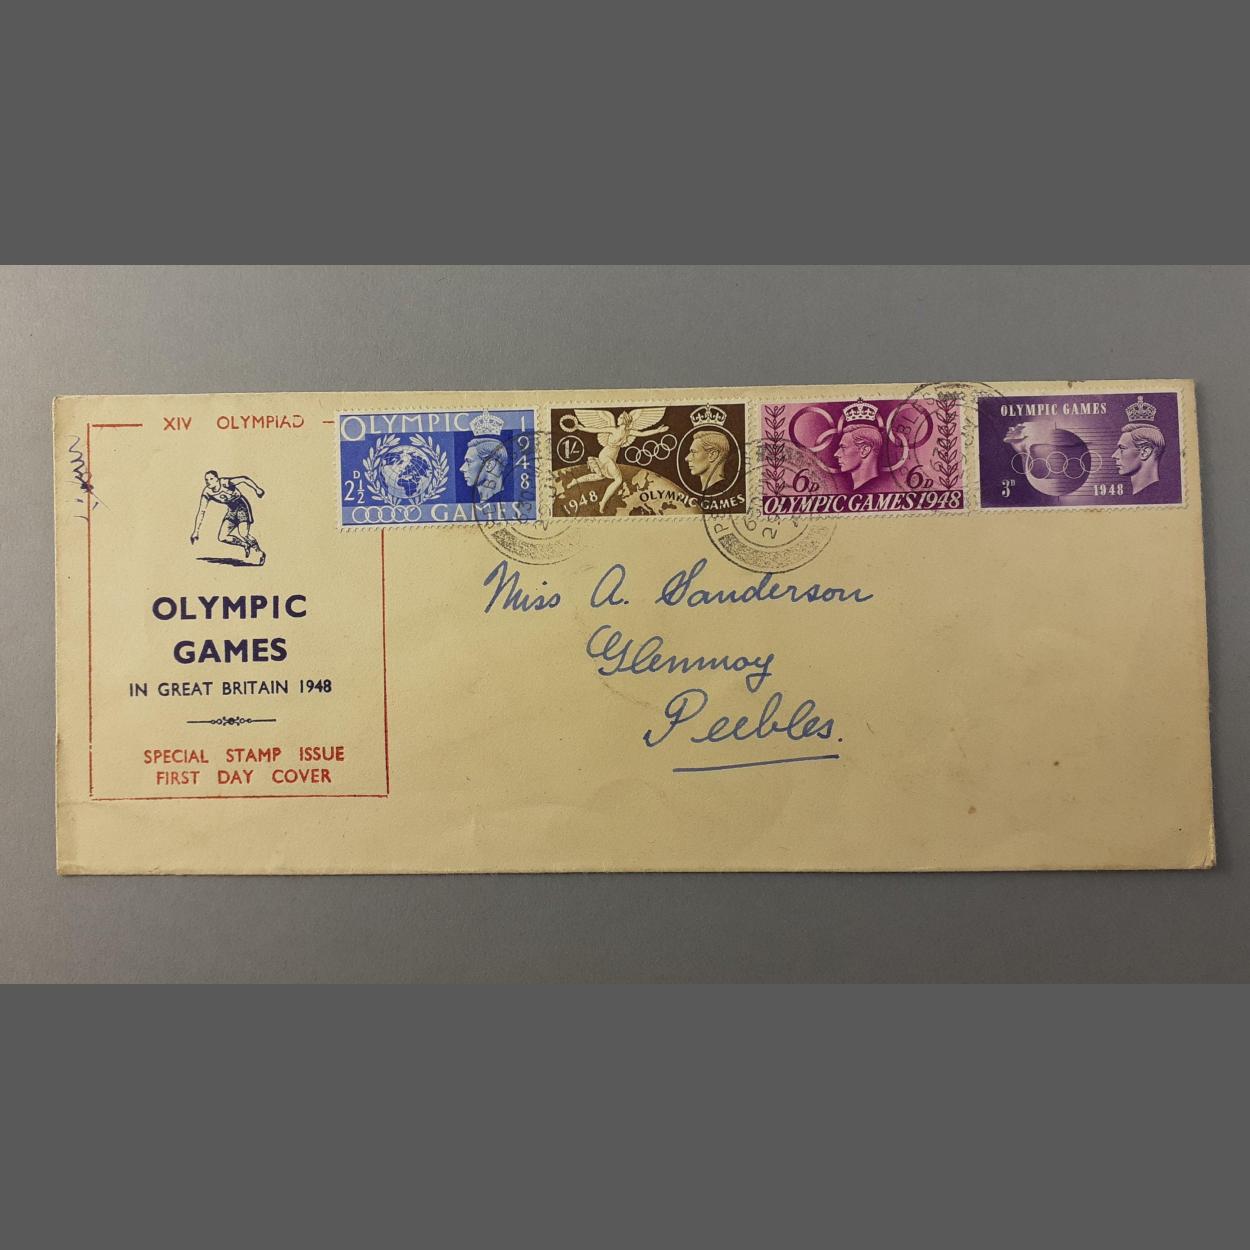 XIV OLYMPIAD
OLYMPIC
GAMES
IN GREAT BRITAIN 1948
SPECIAL STAMP ISSUE
FIRST DAY COVER
OLYMPIC 1948
2½D
GAMES
1/-
1948 OLYMPIC GAMES
6D 6D
OLYMPIC GAMES 1948
OLYMPIC GAMES
3D
1948
Miss A. Sanderson
Glenmoy
Peebles.